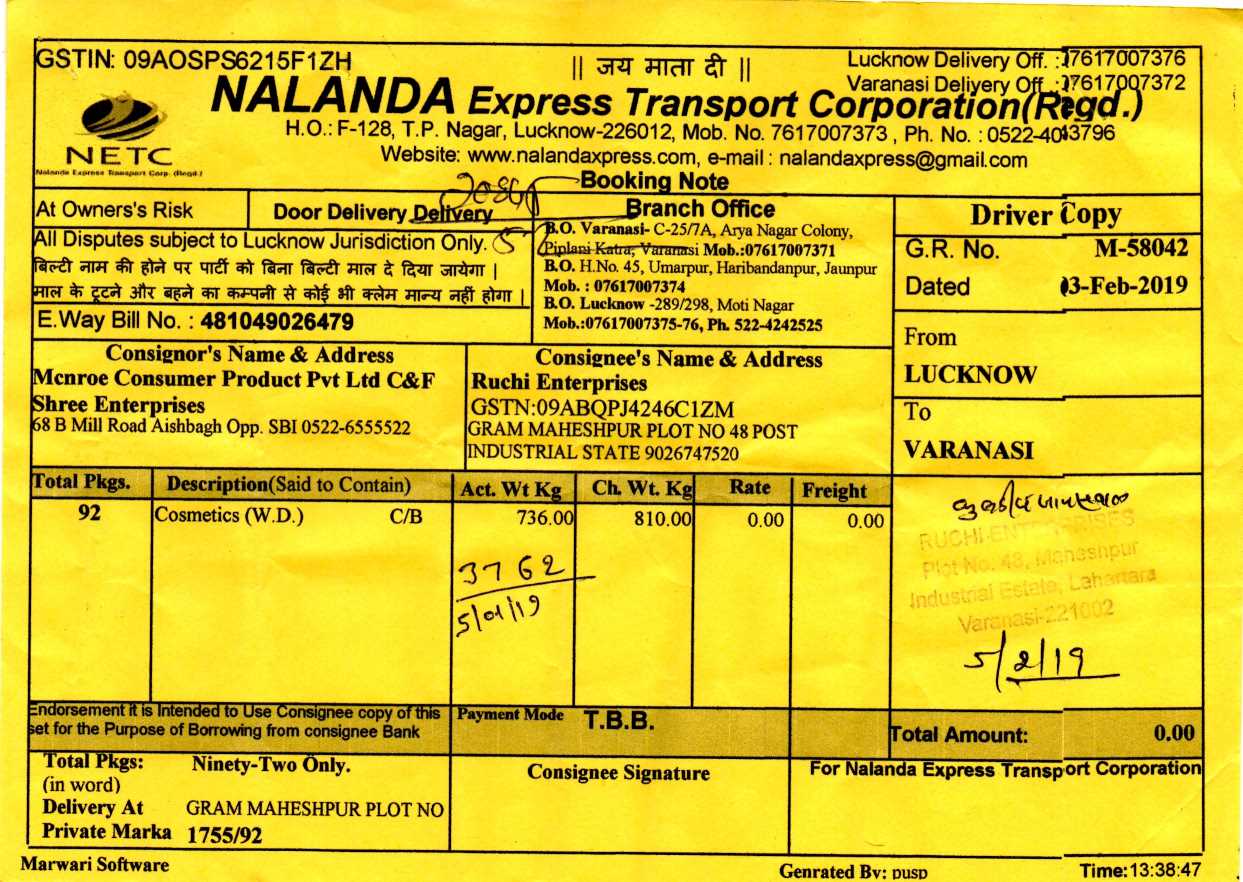 GSTIN: 09AOSPS6215F1ZH
|| जय माता दी ||
Lucknow Delivery Off. : 07617007376
Varanasi Delivery Off. : 07617007372
NALANDA Express Transport Corporation(Regd.)
H.O.: F-128, T.P. Nagar, Lucknow-226012, Mob. No. 7617007373 , Ph. No. : 0522-4043796
Website: www.nalandaxpress.com, e-mail : nalandaxpress@gmail.com
NETC
Nalanda Express Transport Corp. (Regd.)
Booking Note
At Owners's Risk
Door Delivery Delivery
All Disputes subject to Lucknow Jurisdiction Only.
बिल्टी नाम की होने पर पार्टी को बिना बिल्टी माल दे दिया जायेगा |
माल के टूटने और बहने का कम्पनी से कोई भी क्लेम मान्य नहीं होगा |
E.Way Bill No. : 481049026479
Branch Office
B.O. Varanasi- C-25/7A, Arya Nagar Colony,
Piplani Katra, Varanasi Mob.:07617007371
B.O. H.No. 45, Umarpur, Haribandanpur, Jaunpur
Mob. : 07617007374
B.O. Lucknow -289/298, Moti Nagar
Mob.:07617007375-76, Ph. 522-4242525
Driver Copy
G.R. No. M-58042
Dated 03-Feb-2019
From
LUCKNOW
To
VARANASI
Consignor's Name & Address
Mcnroe Consumer Product Pvt Ltd C&F
Shree Enterprises
68 B Mill Road Aishbagh Opp. SBI 0522-6555522
Consignee's Name & Address
Ruchi Enterprises
GSTN:09ABQPJ4246C1ZM
GRAM MAHESHPUR PLOT NO 48 POST
INDUSTRIAL STATE 9026747520
Total Pkgs. Description(Said to Contain) Act. Wt Kg Ch. Wt. Kg Rate Freight
92 Cosmetics (W.D.) C/B 736.00 810.00 0.00 0.00
3762
5/01/19
RUCHI ENTERPRISES
Plot No. 48, Maheshpur
Industrial Estate, Lahartara
Varanasi-221002
5/2/19
Endorsement it is Intended to Use Consignee copy of this
set for the Purpose of Borrowing from consignee Bank
Payment Mode T.B.B.
Total Amount: 0.00
Total Pkgs: Ninety-Two Only.
(in word)
Delivery At GRAM MAHESHPUR PLOT NO
Private Marka 1755/92
Consignee Signature
For Nalanda Express Transport Corporation
Marwari Software
Genrated By: pusp
Time:13:38:47